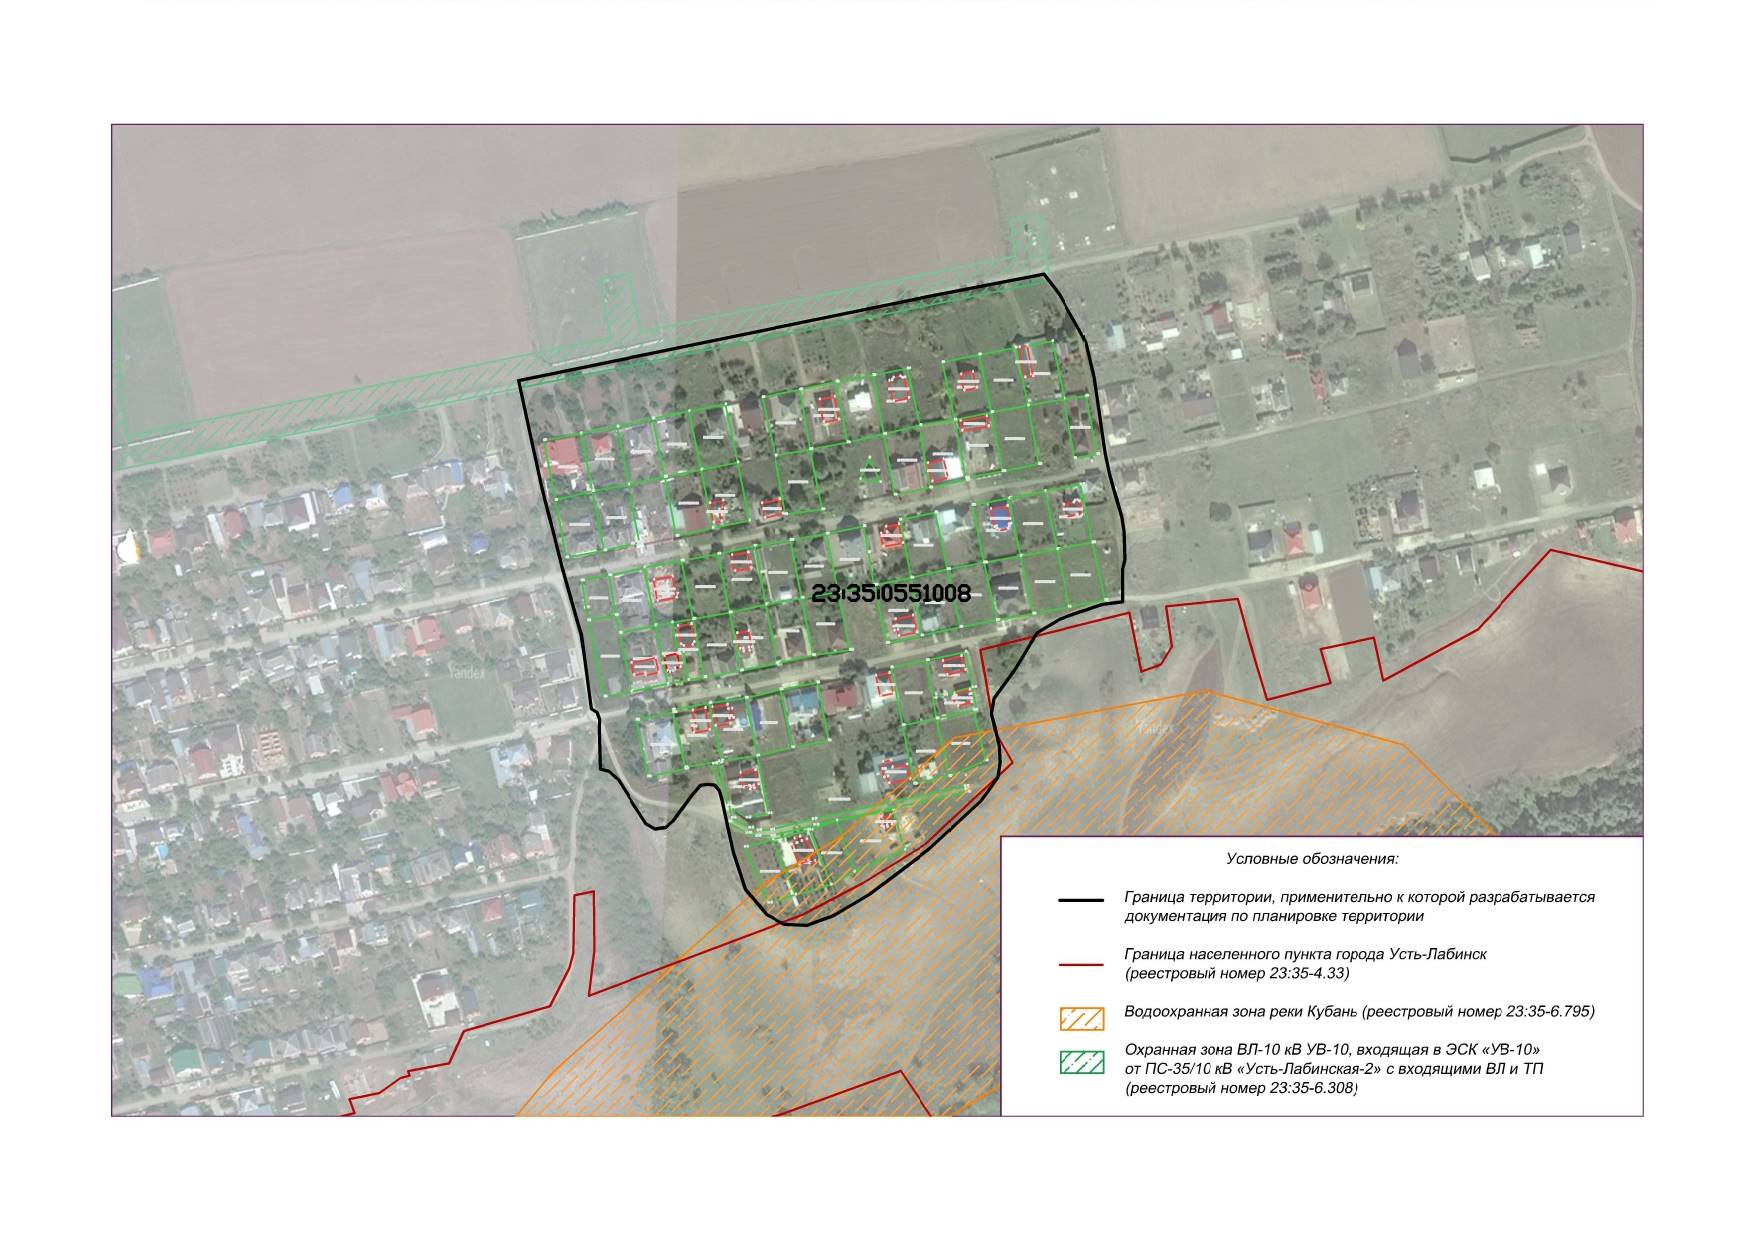 23:35:0551008
Yandex
Yandex
Условные обозначения:
Граница территории, применительно к которой разрабатывается
документация по планировке территории
Граница населенного пункта города Усть-Лабинск
(реестровый номер 23:35-4.33)
Водоохранная зона реки Кубань (реестровый номер 23:35-6.795)
Охранная зона ВЛ-10 кВ УВ-10, входящая в ЭСК «УВ-10»
от ПС-35/10 кВ «Усть-Лабинская-2» с входящими ВЛ и ТП
(реестровый номер 23:35-6.308)